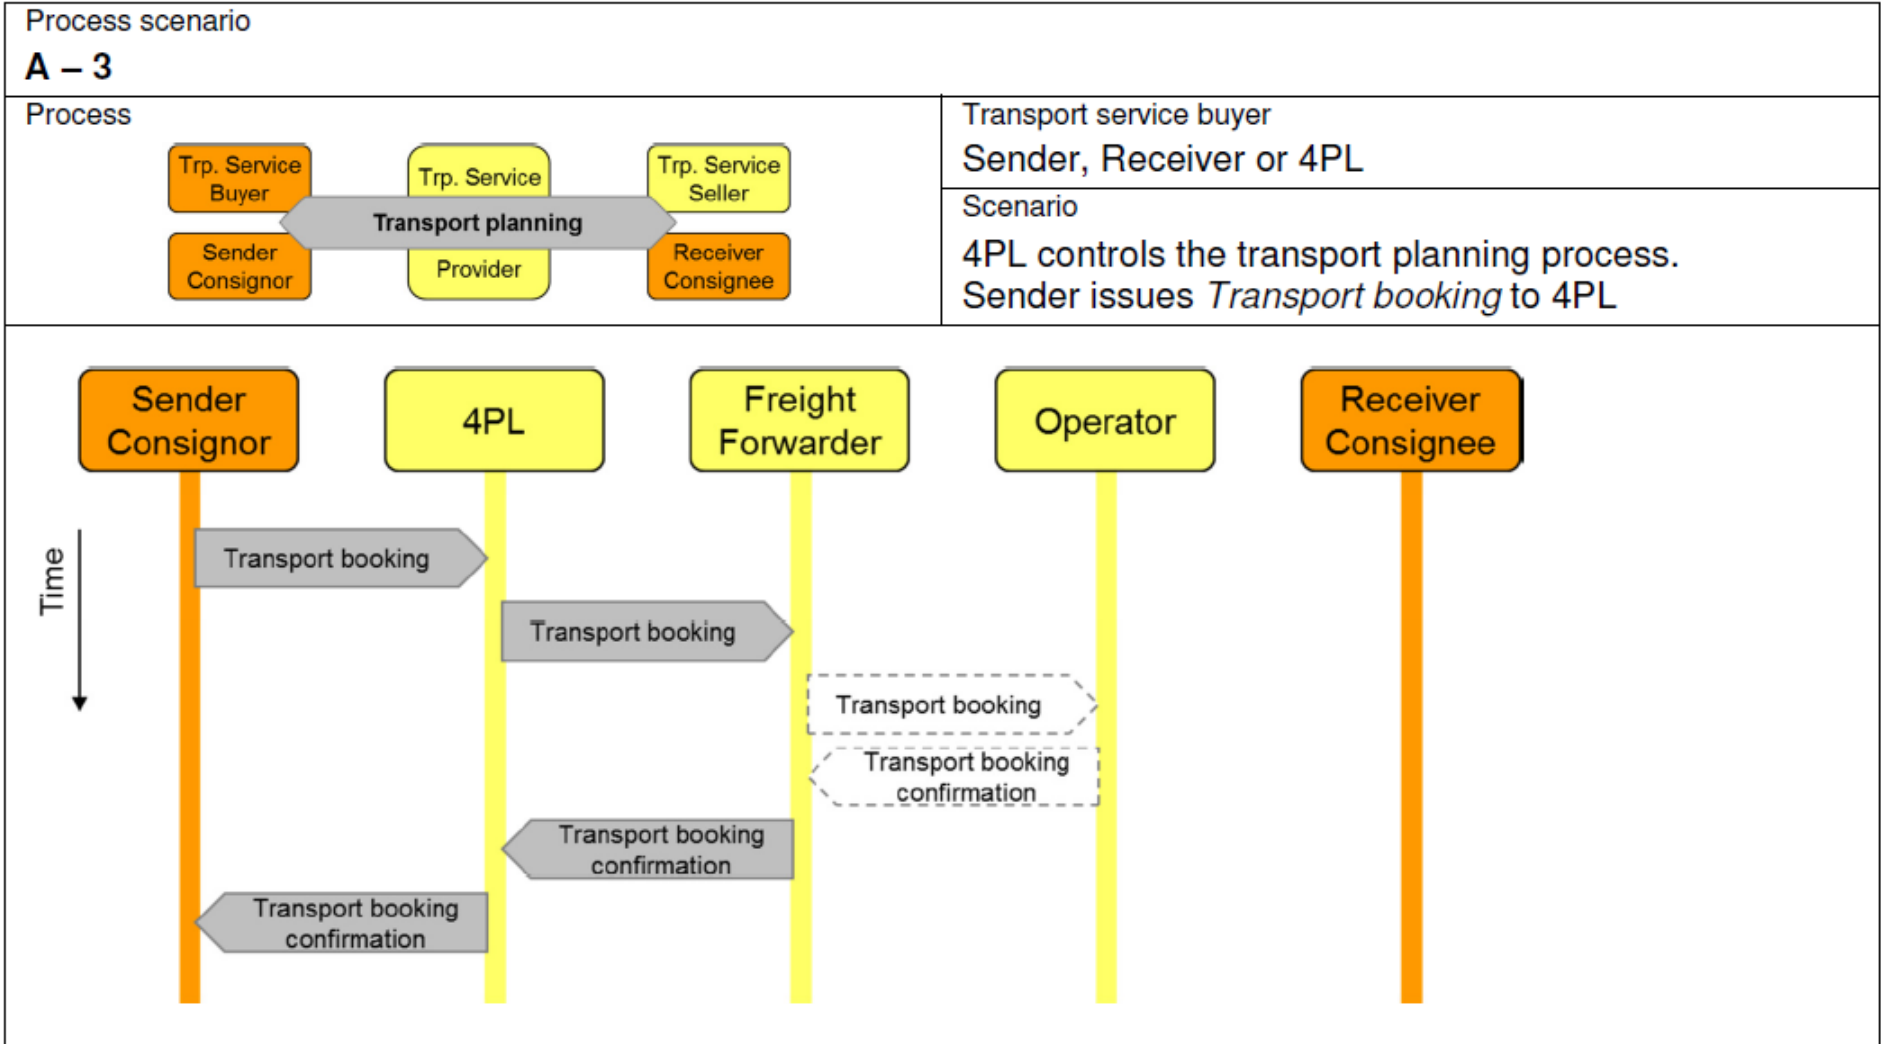 Process scenario
A – 3
Process
Trp. Service
Buyer
Trp. Service
Trp. Service
Seller
Transport planning
Sender
Consignor
Provider
Receiver
Consignee
Transport service buyer
Sender, Receiver or 4PL
Scenario
4PL controls the transport planning process.
Sender issues Transport booking to 4PL
Sender
Consignor
4PL
Freight
Forwarder
Operator
Receiver
Consignee
Time
Transport booking
Transport booking
Transport booking
Transport booking
confirmation
Transport booking
confirmation
Transport booking
confirmation